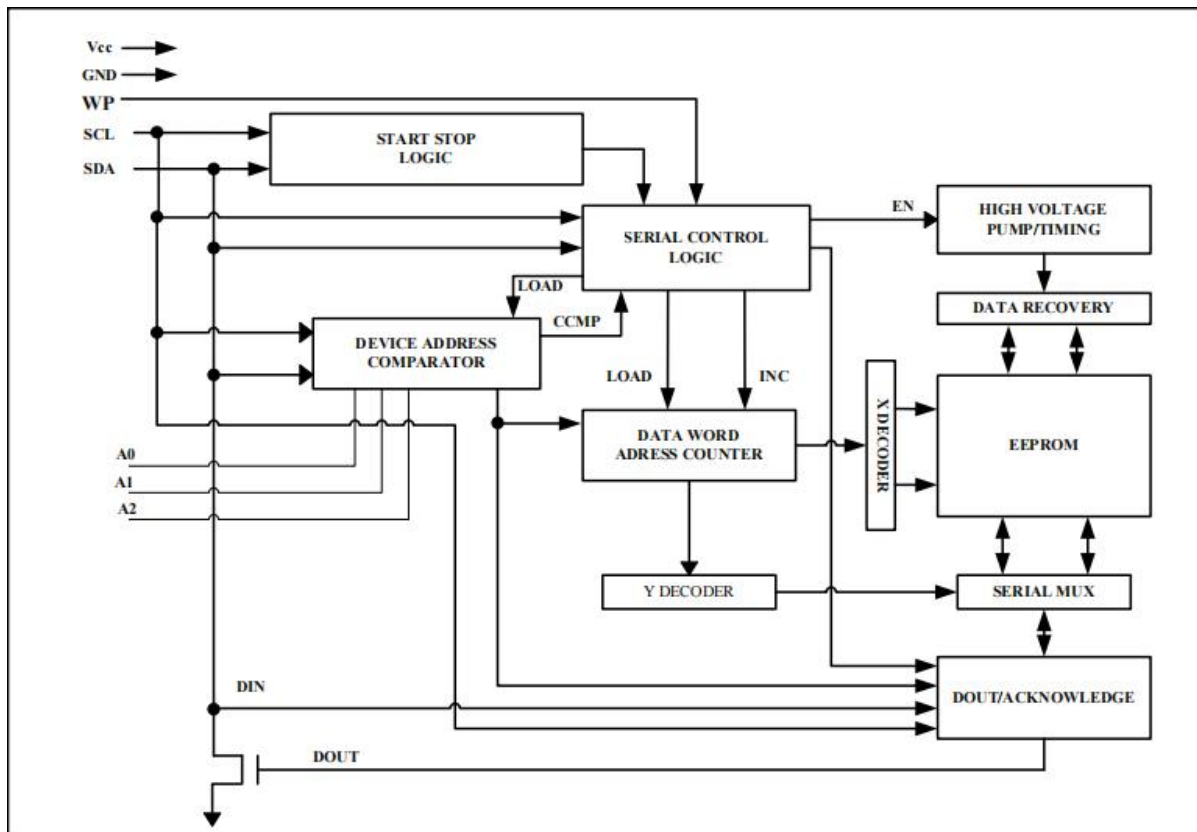 Vcc
GND
WP
SCL
SDA
START STOP
LOGIC
SERIAL CONTROL
LOGIC
EN
HIGH VOLTAGE
PUMP/TIMING
DATA RECOVERY
LOAD
CCMP
DEVICE ADDRESS
COMPARATOR
LOAD
INC
X DECODER
EEPROM
DATA WORD
ADRESS COUNTER
A0
A1
A2
Y DECODER
SERIAL MUX
DIN
DOUT/ACKNOWLEDGE
DOUT